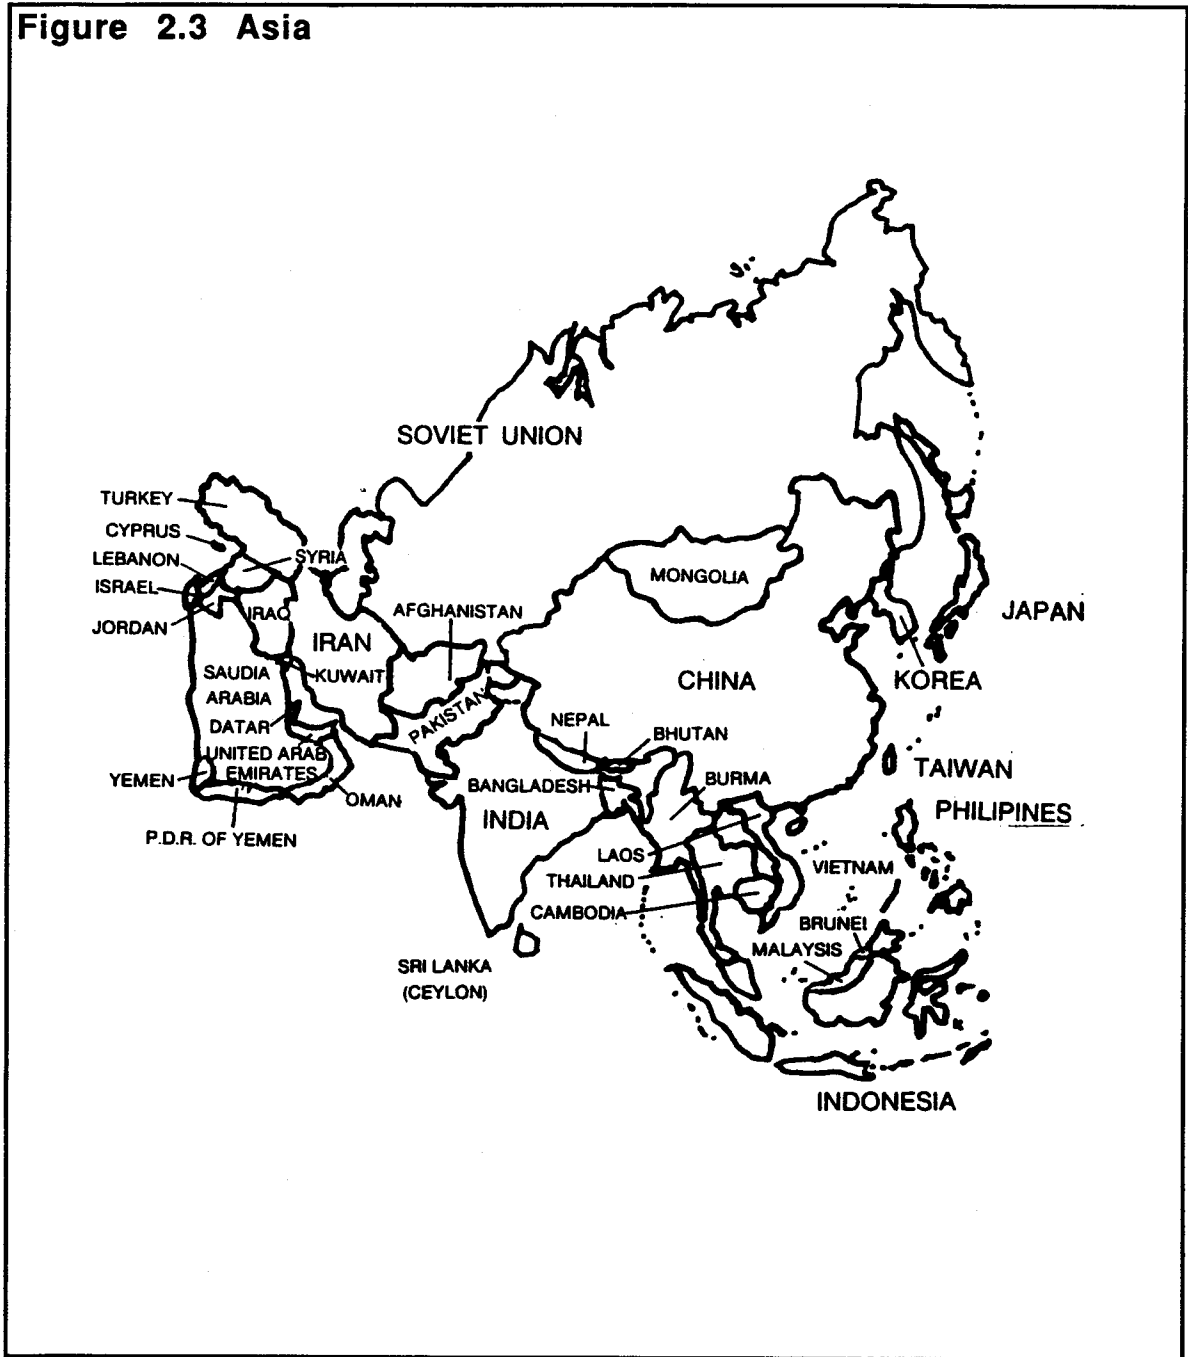 Figure 2.3 Asia
SOVIET UNION
TURKEY
CYPRUS
LEBANON
SYRIA
ISRAEL
MONGOLIA
IRAQ
AFGHANISTAN
JAPAN
JORDAN
IRAN
SAUDIA
ARABIA
KUWAIT
CHINA
KOREA
PAKISTAN
DATAR
NEPAL
BHUTAN
UNITED ARAB
EMIRATES
YEMEN
BANGLADESH
BURMA
TAIWAN
OMAN
INDIA
PHILIPINES
P.D.R. OF YEMEN
LAOS
VIETNAM
THAILAND
CAMBODIA
BRUNEI
MALAYSIS
SRI LANKA
(CEYLON)
INDONESIA